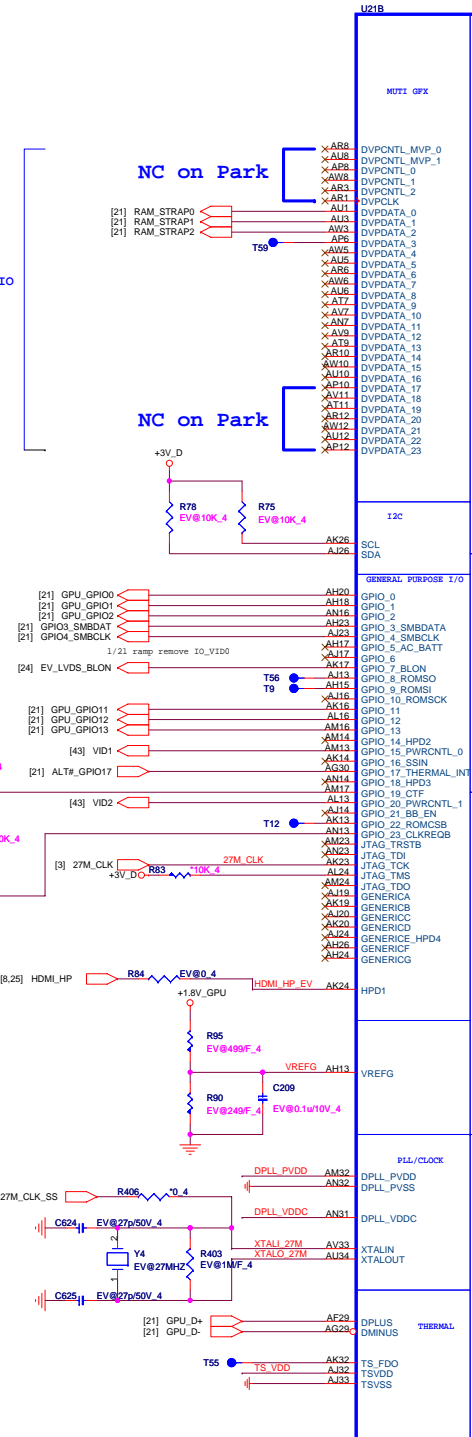 U21B
MUTI GFX
NC on Park
AR8 DVPCNTL_MVP_0
AU8 DVPCNTL_MVP_1
AP8 DVPCNTL_0
AW8 DVPCNTL_1
AR3 DVPCNTL_2
AR1 DVPCLK
[21] RAM_STRAP0 AU1 DVPDATA_0
[21] RAM_STRAP1 AU3 DVPDATA_1
[21] RAM_STRAP2 AW3 DVPDATA_2
T59 AP6 DVPDATA_3
AW5 DVPDATA_4
AU5 DVPDATA_5
AR6 DVPDATA_6
AW6 DVPDATA_7
IO
AU6 DVPDATA_8
AT7 DVPDATA_9
AV7 DVPDATA_10
AN7 DVPDATA_11
AV9 DVPDATA_12
AT9 DVPDATA_13
AR10 DVPDATA_14
AW10 DVPDATA_15
AU10 DVPDATA_16
AP10 DVPDATA_17
AV11 DVPDATA_18
AT11 DVPDATA_19
NC on Park
AR12 DVPDATA_20
AW12 DVPDATA_21
AU12 DVPDATA_22
AP12 DVPDATA_23
+3V_D
R78 EV@10K_4
R75 EV@10K_4
I2C
AK26 SCL
AJ26 SDA
GENERAL PURPOSE I/O
[21] GPU_GPIO0 AH20 GPIO_0
[21] GPU_GPIO1 AH18 GPIO_1
[21] GPU_GPIO2 AN16 GPIO_2
[21] GPIO3_SMBDAT AH23 GPIO_3_SMBDATA
[21] GPIO4_SMBCLK AJ23 GPIO_4_SMBCLK
AH17 GPIO_5_AC_BATT
1/21 ramp remove IO_VID0 AJ17 GPIO_6
[24] EV_LVDS_BLON AK17 GPIO_7_BLON
T56 AJ13 GPIO_8_ROMSO
T9 AH15 GPIO_9_ROMSI
AJ16 GPIO_10_ROMSCK
[21] GPU_GPIO11 AK16 GPIO_11
[21] GPU_GPIO12 AL16 GPIO_12
[21] GPU_GPIO13 AM16 GPIO_13
AM14 GPIO_14_HPD2
[43] VID1 AM13 GPIO_15_PWRCNTL_0
AK14 GPIO_16_SSIN
[21] ALT#_GPIO17 AG30 GPIO_17_THERMAL_INT
AN14 GPIO_18_HPD3
AM17 GPIO_19_CTF
[43] VID2 AL13 GPIO_20_PWRCNTL_1
AJ14 GPIO_21_BB_EN
T12 AK13 GPIO_22_ROMCSB
AN13 GPIO_23_CLKREQB
0K_4
AM23 JTAG_TRSTB
AN23 JTAG_TDI
[3] 27M_CLK 27M_CLK AK23 JTAG_TCK
+3V_D R83 *10K_4 AL24 JTAG_TMS
AM24 JTAG_TDO
AJ19 GENERICA
AK19 GENERICB
AJ20 GENERICC
AK20 GENERICD
AJ24 GENERICE_HPD4
AH26 GENERICF
AH24 GENERICG
[8,25] HDMI_HP R84 EV@0_4 HDMI_HP_EV AK24 HPD1
+1.8V_GPU
R95 EV@499/F_4
VREFG AH13 VREFG
R90 EV@249/F_4
C209 EV@0.1u/10V_4
PLL/CLOCK
DPLL_PVDD AM32 DPLL_PVDD
AN32 DPLL_PVSS
27M_CLK_SS R406 *0_4
DPLL_VDDC AN31 DPLL_VDDC
C624 EV@27p/50V_4
XTALI_27M AV33 XTALIN
XTALO_27M AU34 XTALOUT
2
Y4 EV@27MHZ
1
R403 EV@1M/F_4
C625 EV@27p/50V_4
THERMAL
[21] GPU_D+ AF29 DPLUS
[21] GPU_D- AG29 DMINUS
T55 AK32 TS_FDO
TS_VDD AJ32 TSVDD
AJ33 TSVSS